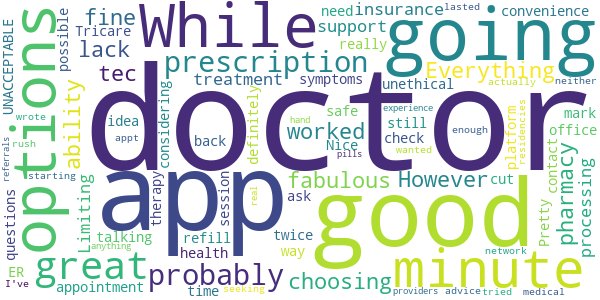 UNACCEPTABLE
possible
Tricare
fine
lack
While
need
insurance
support
really
lasted
convenience
going
options
tec
ability
prescription
treatment
symptoms
Everything
unethical
actually
neither
doctor
wrote
rush
idea
appt
considering
back
definitely
hand
worked
safe
Nice
still
check
experience
enough
pills
wanted
platform
residencies
mark
office
referrals
starting
questions
Limiting
app
therapy
session
fabulous
ask
However
cut
Pretty
contact
pharmacy
processing
talking
anything
refill
twice
way
real
good
ER
I've
great
appointment
probably
health
time
seeking
choosing
minute
network
providers
advice
tried
medical